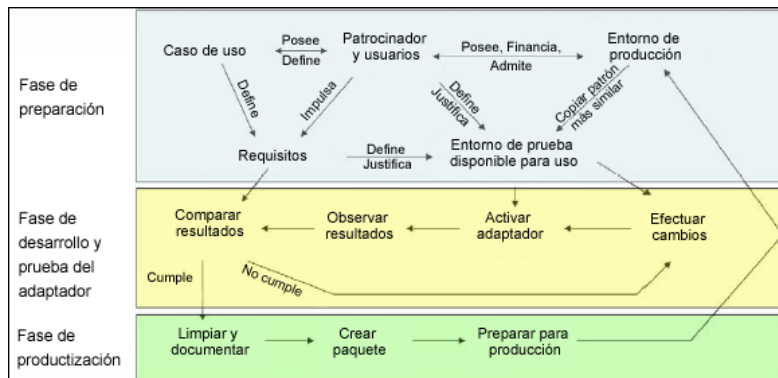 Fase de
preparación
Caso de uso
Posee
Define
Patrocinador
y usuarios
Posee, Financia,
Admite
Entorno de
producción
Define
Impulsa
Define
Justifica
Copiar patrón
más similar
Requisitos
Define
Justifica
Entorno de prueba
disponible para uso
Fase de
desarrollo y
prueba del
adaptador
Comparar
resultados
Observar
resultados
Activar
adaptador
Efectuar
cambios
Cumple
No cumple
Fase de
productización
Limpiar y
documentar
Crear
paquete
Preparar para
producción